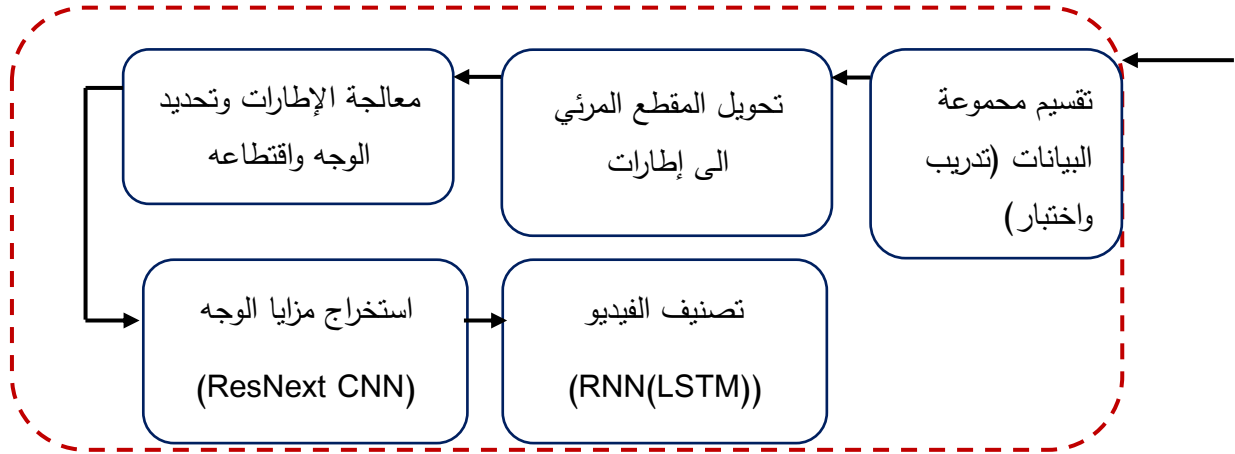 تقسيم محموعة
البيانات (تدريب
واختبار)
تحويل المقطع المرئي
الى إطارات
معالجة الإطارات وتحديد
الوجه واقتطاعه
استخراج مزايا الوجه
(ResNext CNN)
تصنيف الفيديو
(RNN(LSTM))